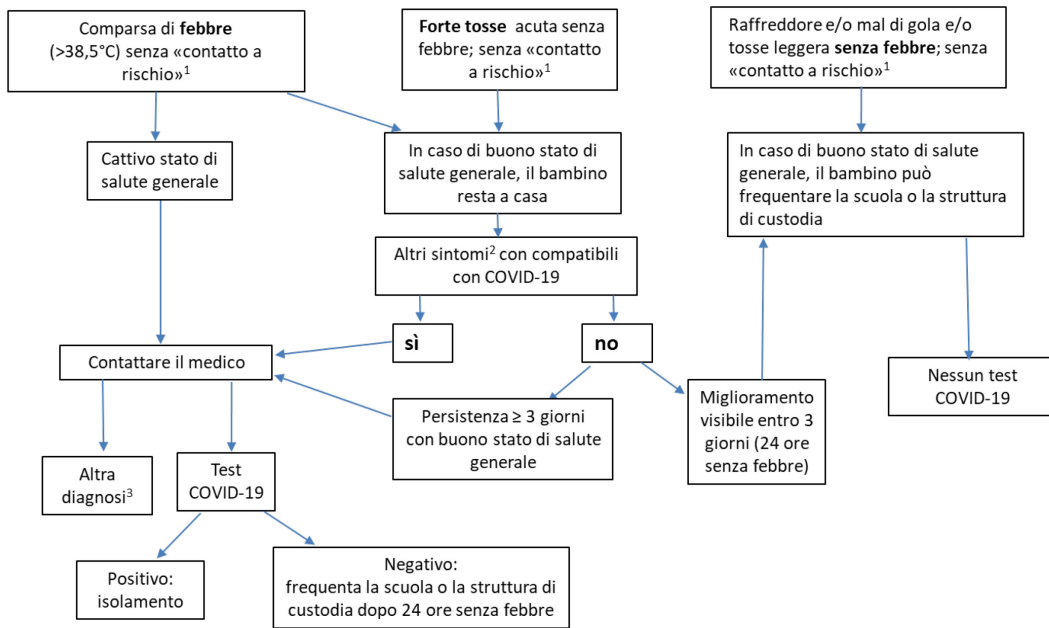 Comparsa di febbre
(>38,5°C) senza «contatto a
rischio»¹
Forte tosse acuta senza
febbre; senza «contatto
a rischio»¹
Raffreddore e/o mal di gola e/o
tosse leggera senza febbre; senza
«contatto a rischio»¹
Cattivo stato di
salute generale
In caso di buono stato di
salute generale, il bambino
resta a casa
In caso di buono stato di salute
generale, il bambino può
frequentare la scuola o la struttura
di custodia
Altri sintomi² con compatibili
con COVID-19
sì
no
Contattare il medico
Persistenza ≥ 3 giorni
con buono stato di salute
generale
Miglioramento
visibile entro 3
giorni (24 ore
senza febbre)
Nessun test
COVID-19
Altra
diagnosi³
Test
COVID-19
Positivo:
isolamento
Negativo:
frequenta la scuola o la struttura di
custodia dopo 24 ore senza febbre